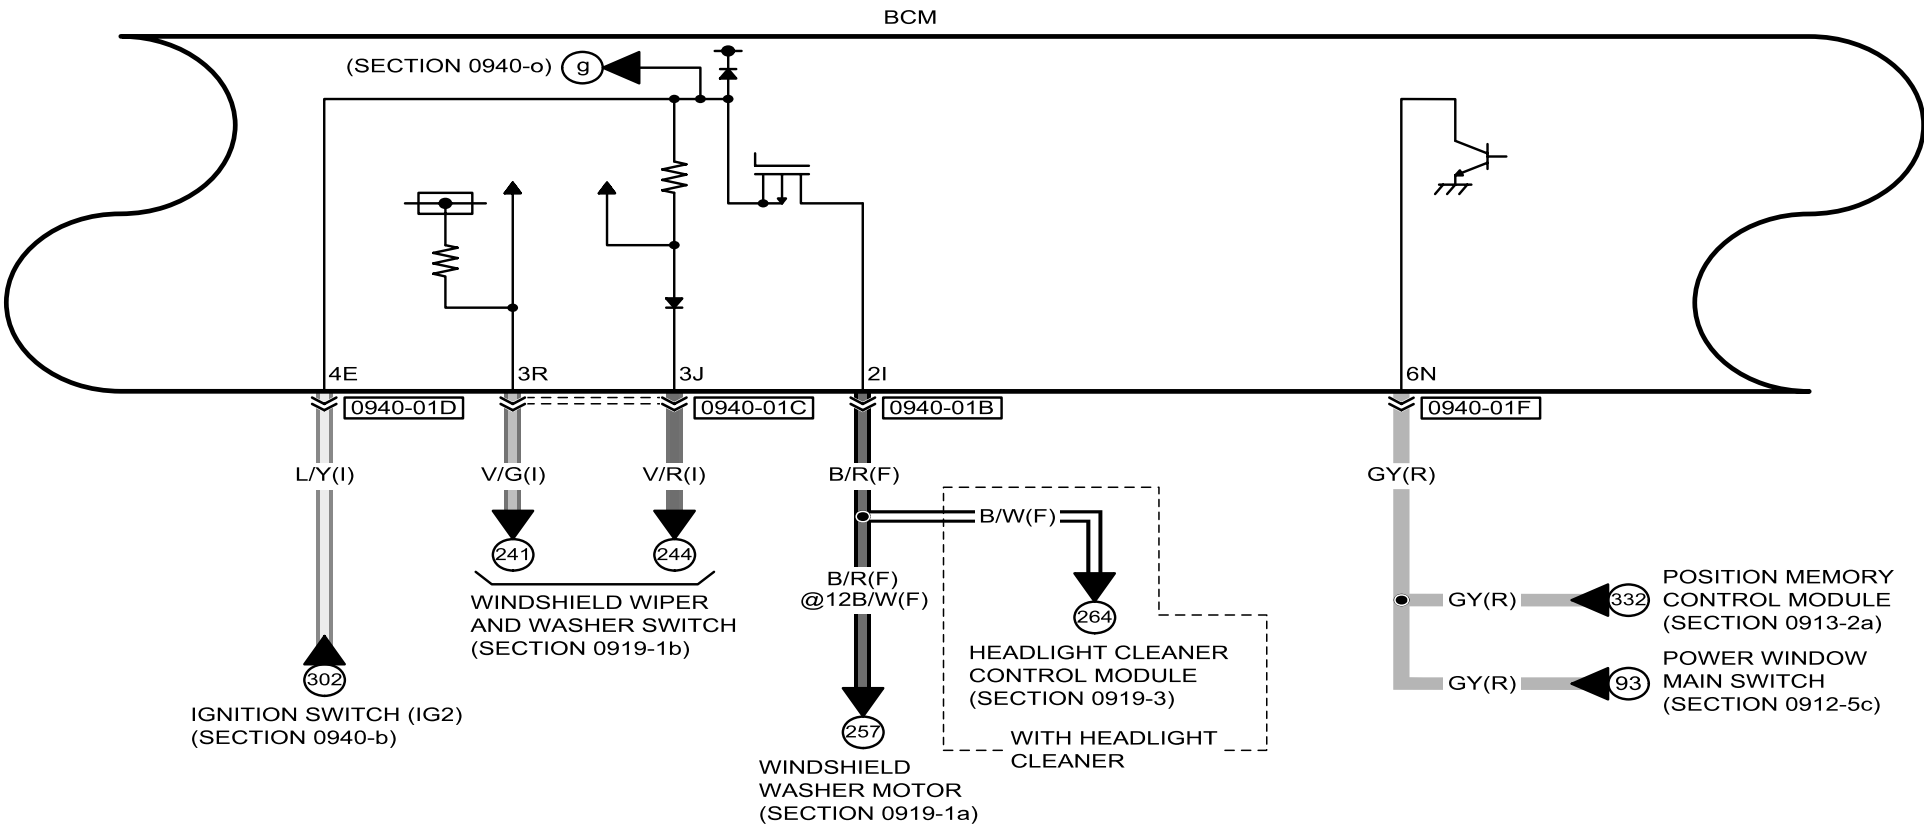 BCM
(SECTION 0940-o) g
4E
3R
3J
2I
6N
0940-01D
0940-01C
0940-01B
0940-01F
L/Y(I)
V/G(I)
V/R(I)
B/R(F)
GY(R)
B/W(F)
241
244
B/R(F)
@12B/W(F)
264
302
257
IGNITION SWITCH (IG2)
(SECTION 0940-b)
WINDSHIELD WIPER
AND WASHER SWITCH
(SECTION 0919-1b)
HEADLIGHT CLEANER
CONTROL MODULE
(SECTION 0919-3)
WITH HEADLIGHT
CLEANER
WINDSHIELD
WASHER MOTOR
(SECTION 0919-1a)
GY(R)
332
POSITION MEMORY
CONTROL MODULE
(SECTION 0913-2a)
GY(R)
93
POWER WINDOW
MAIN SWITCH
(SECTION 0912-5c)